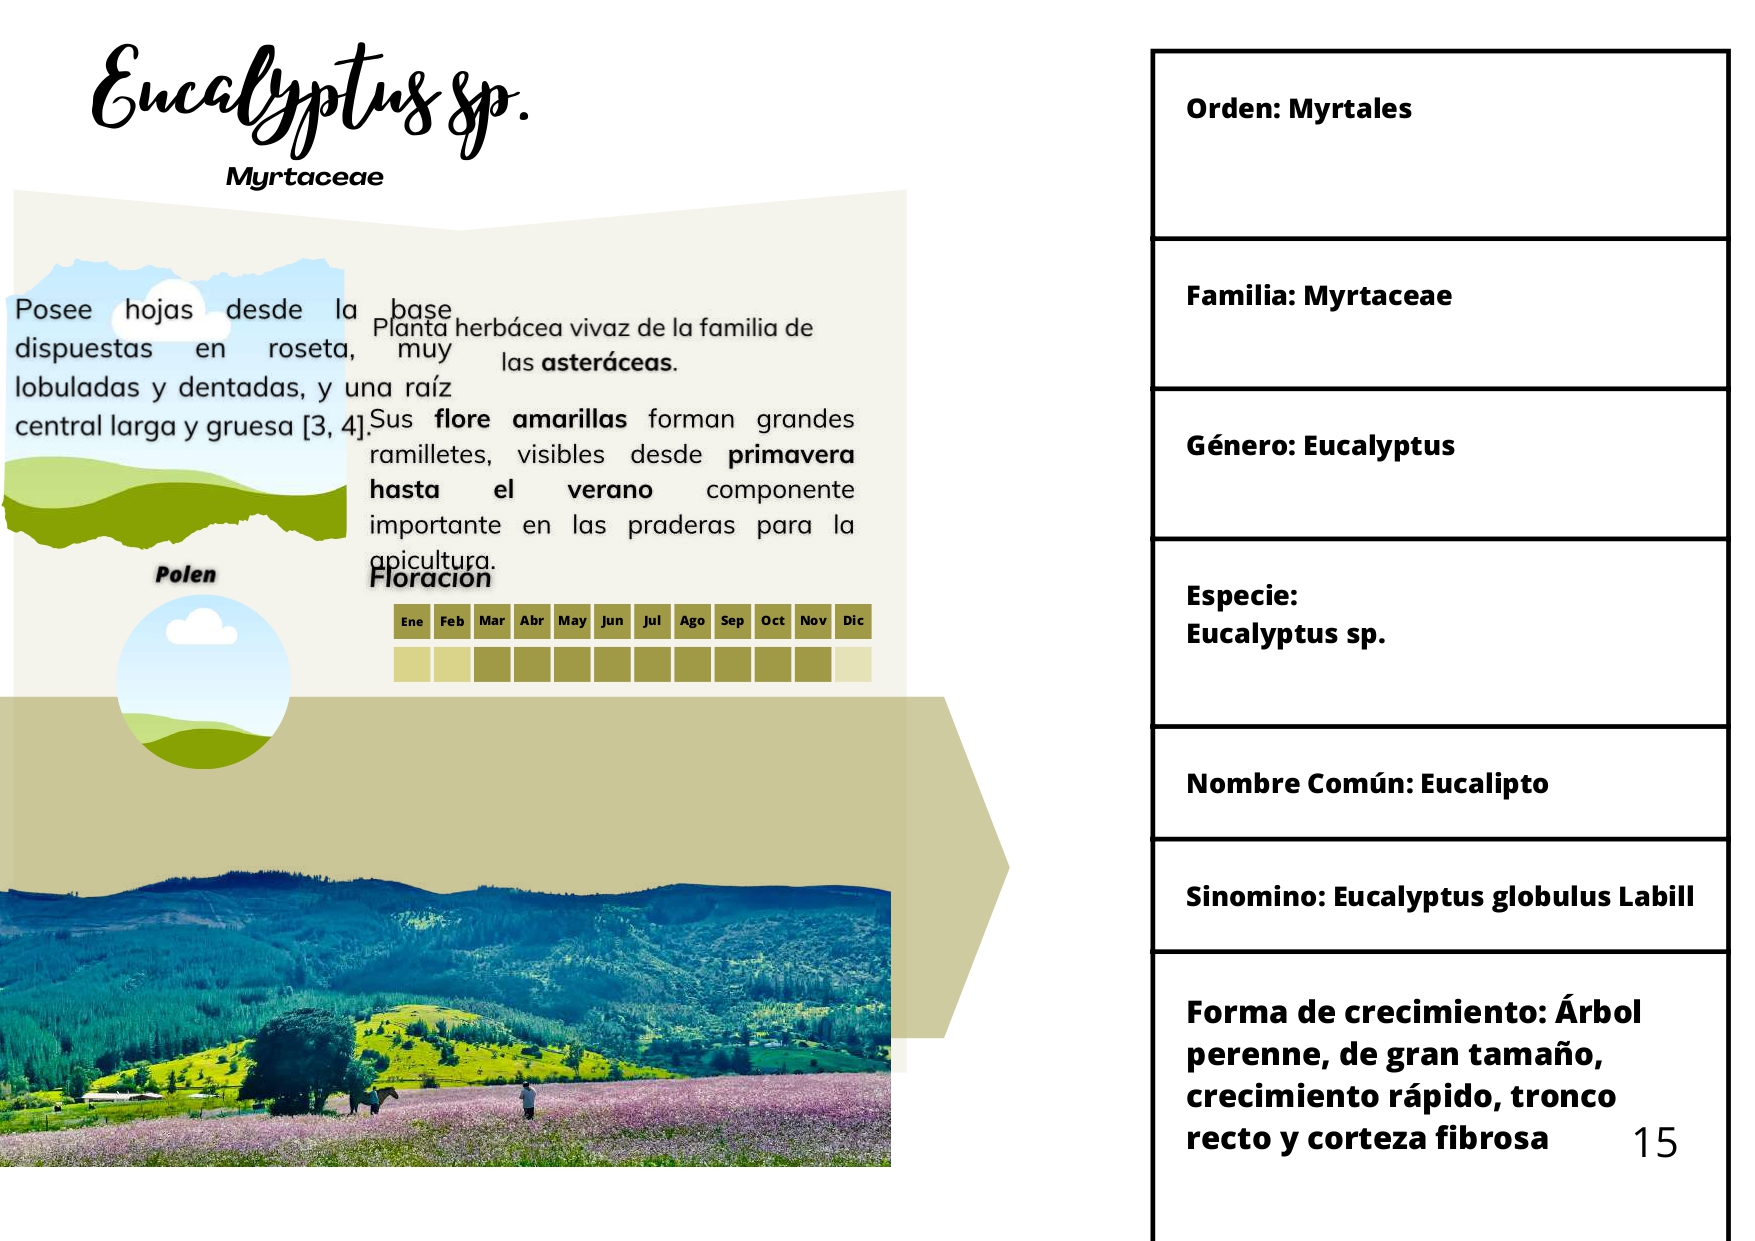 Eucalyptus sp.
Myrtaceae
Posee hojas desde la base
dispuestas en roseta, muy
lobuladas y dentadas, y una raíz
central larga y gruesa [3, 4].
Planta herbácea vivaz de la familia de
las asteráceas.
Sus flore amarillas forman grandes
ramilletes, visibles desde primavera
hasta el verano componente
importante en las praderas para la
apicultura.
Polen
Floración
Ene Feb Mar Abr May Jun Jul Ago Sep Oct Nov Dic
Orden: Myrtales
Familia: Myrtaceae
Género: Eucalyptus
Especie:
Eucalyptus sp.
Nombre Común: Eucalipto
Sinomino: Eucalyptus globulus Labill
Forma de crecimiento: Árbol
perenne, de gran tamaño,
crecimiento rápido, tronco
recto y corteza fibrosa
15